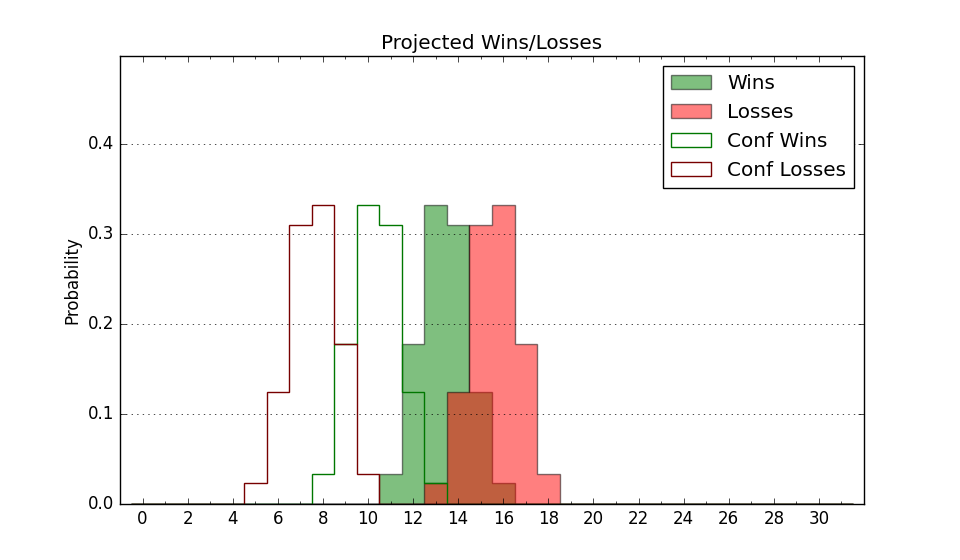 Projected Wins/Losses
Wins
Losses
Conf Wins
Conf Losses
Probability
0.4
0.3
0.2
0.1
0.0
0 2 4 6 8 10 12 14 16 18 20 22 24 26 28 30